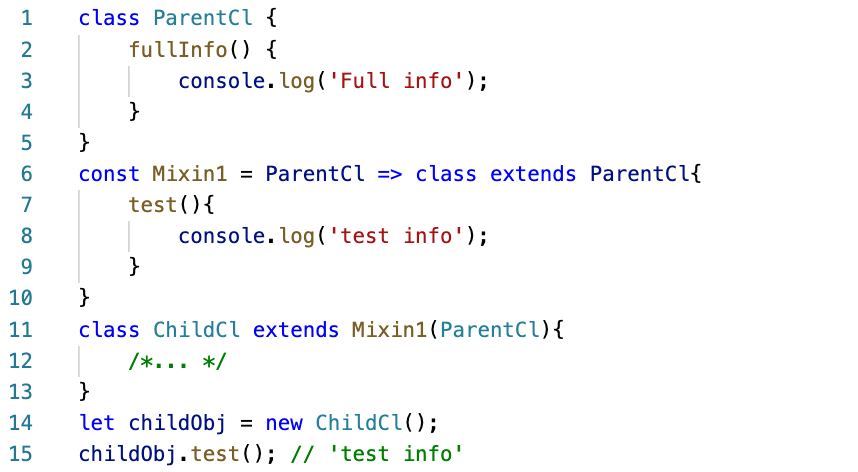 1 class ParentCl {
2 fullInfo() {
3 console.log('Full info');
4 }
5 }
6 const Mixin1 = ParentCl => class extends ParentCl{
7 test(){
8 console.log('test info');
9 }
10 }
11 class ChildCl extends Mixin1(ParentCl){
12 /*... */
13 }
14 let childObj = new ChildCl();
15 childObj.test(); // 'test info'